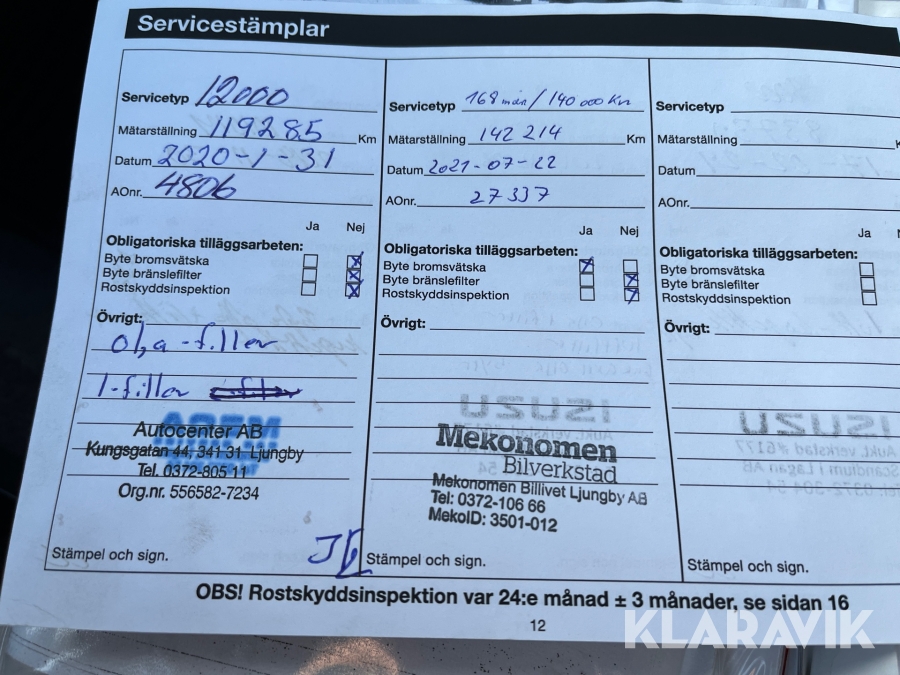 Servicestämplar
Servicetyp 12000
Mätarställning 119285 Km
Datum 2020-1-31
AOnr. 4806
Ja Nej
Obligatoriska tilläggsarbeten:
Byte bromsvätska
Byte bränslefilter
Rostskyddsinspektion
Övrigt:
olja-filter
l-filter
Autocenter AB
Kungsgatan 44, 341 31 Ljungby
Tel. 0372-805 11
Org.nr. 556582-7234
Stämpel och sign.
Servicetyp 168 mån / 140 000 Km
Mätarställning 142 214 Km
Datum 2021-07-22
AOnr. 27337
Ja Nej
Obligatoriska tilläggsarbeten:
Byte bromsvätska
Byte bränslefilter
Rostskyddsinspektion
Övrigt:
Mekonomen
Bilverkstad
Mekonomen Billivet Ljungby AB
Tel: 0372-106 66
MekoID: 3501-012
Stämpel och sign.
Servicetyp
Mätarställning
Datum
AOnr.
Ja
Obligatoriska tilläggsarbeten:
Byte bromsvätska
Byte bränslefilter
Rostskyddsinspektion
Övrigt:
Stämpel och sign.
OBS! Rostskyddsinspektion var 24:e månad ± 3 månader, se sidan 16
12
KLARAVIK